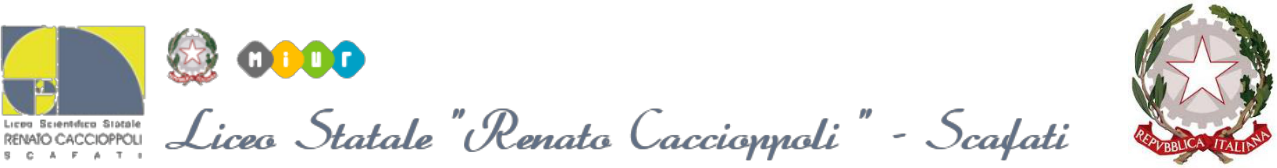 miur
Liceo Scientifico Statale
RENATO CACCIOPPOLI
SCAFATI
Liceo Statale "Renato Caccioppoli " - Scafati
REPVBBLICA ITALIANA